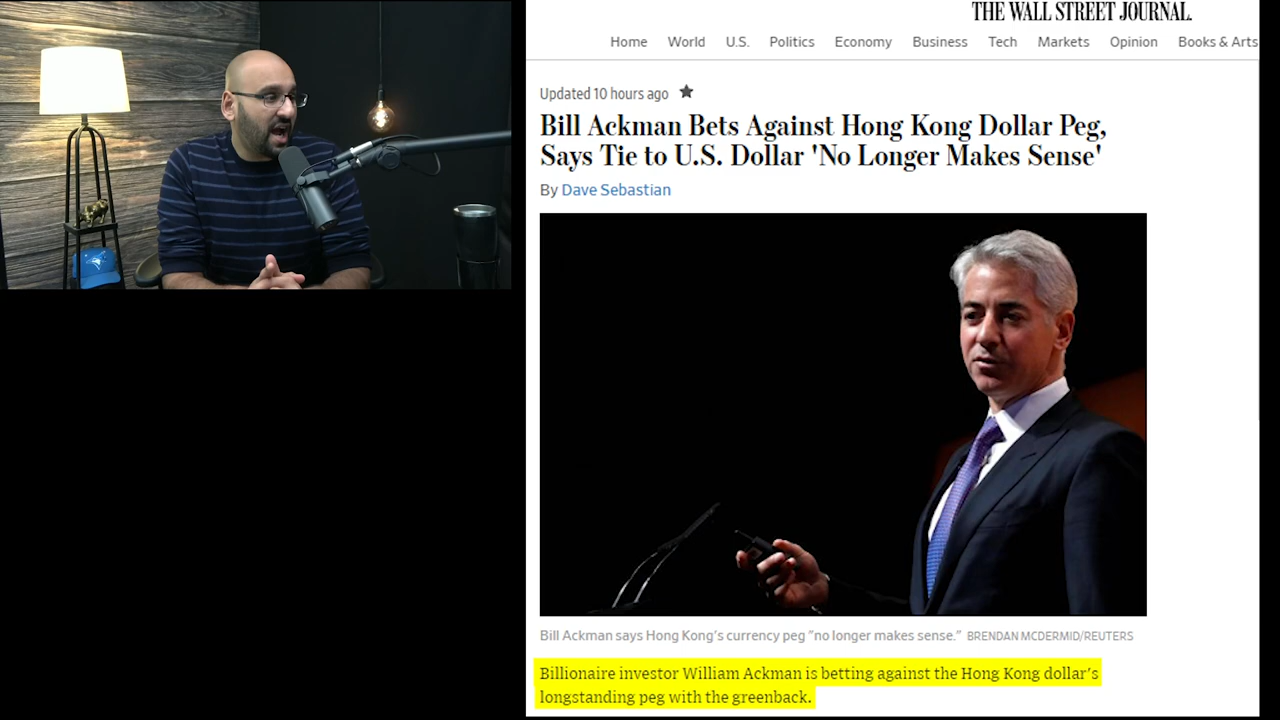 THE WALL STREET JOURNAL.
Home World U.S. Politics Economy Business Tech Markets Opinion Books & Arts
Updated 10 hours ago
Bill Ackman Bets Against Hong Kong Dollar Peg,
Says Tie to U.S. Dollar 'No Longer Makes Sense'
By Dave Sebastian
Bill Ackman says Hong Kong's currency peg "no longer makes sense." BRENDAN MCDERMID/REUTERS
Billionaire investor William Ackman is betting against the Hong Kong dollar's
longstanding peg with the greenback.